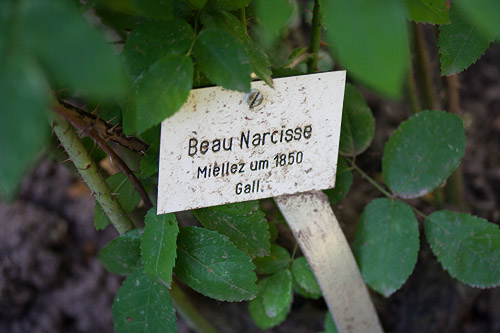 Beau Narcisse
Miellez um 1850
Gall.